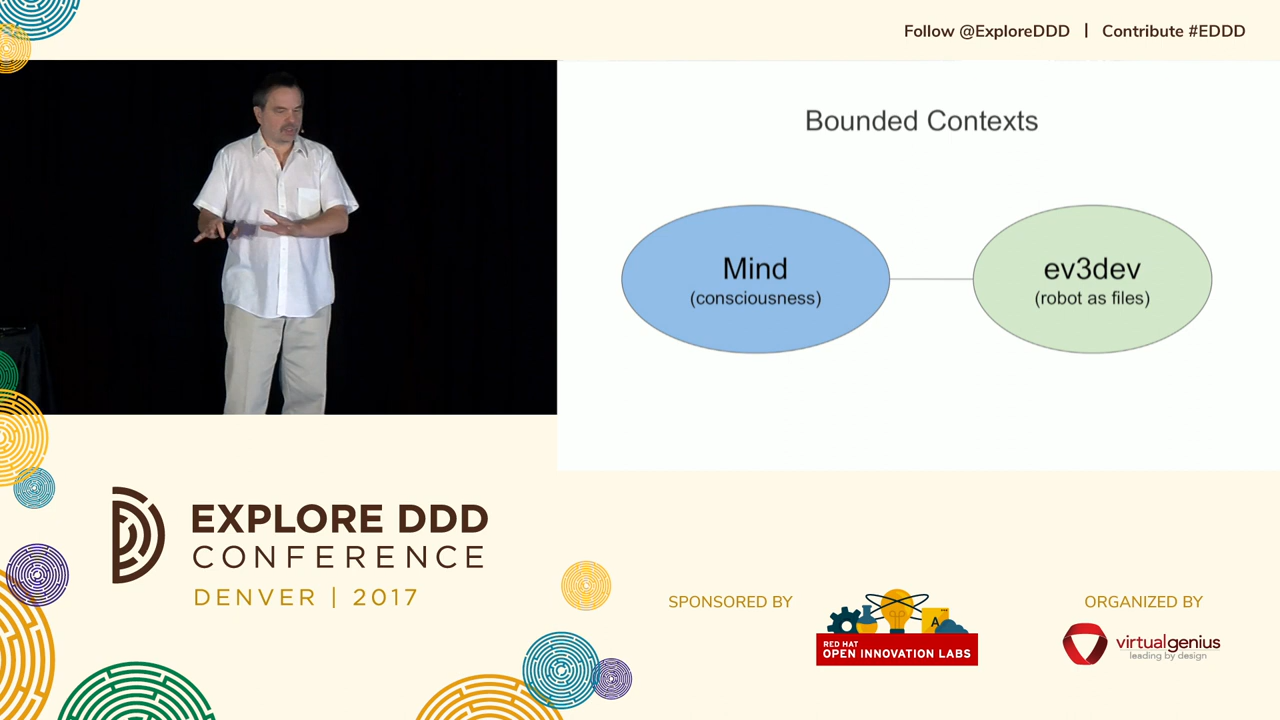 Follow @ExploreDDD | Contribute #EDDD
Bounded Contexts
Mind
(consciousness)
ev3dev
(robot as files)
EXPLORE DDD
CONFERENCE
DENVER | 2017
SPONSORED BY
A
RED HAT
OPEN INNOVATION LABS
ORGANIZED BY
virtualgenius
leading by design